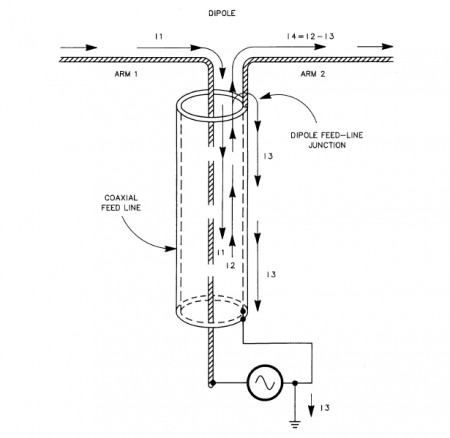 DIPOLE
I1
I4=I2-I3
ARM 1
ARM 2
DIPOLE FEED-LINE
JUNCTION
I3
COAXIAL
FEED LINE
I1
I2
I3
I3